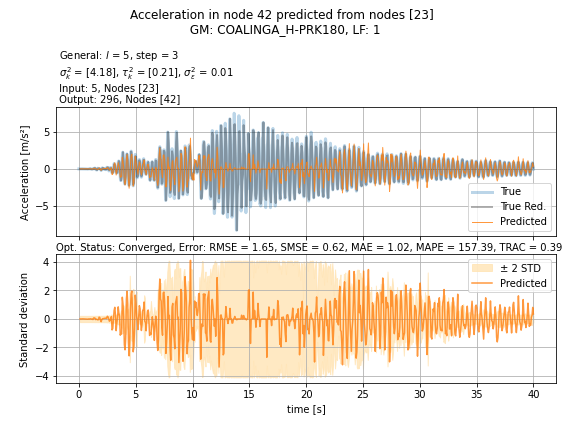 Acceleration in node 42 predicted from nodes [23]
GM: COALINGA_H-PRK180, LF: 1
General: l = 5, step = 3
σ²ₖ = [4.18], τ²ₖ = [0.21], σ²ε = 0.01
Input: 5, Nodes [23]
Output: 296, Nodes [42]
Acceleration [m/s²]
5
0
−5
True
True Red.
Predicted
Opt. Status: Converged, Error: RMSE = 1.65, SMSE = 0.62, MAE = 1.02, MAPE = 157.39, TRAC = 0.39
Standard deviation
4
2
0
−2
−4
± 2 STD
Predicted
0 5 10 15 20 25 30 35 40
time [s]